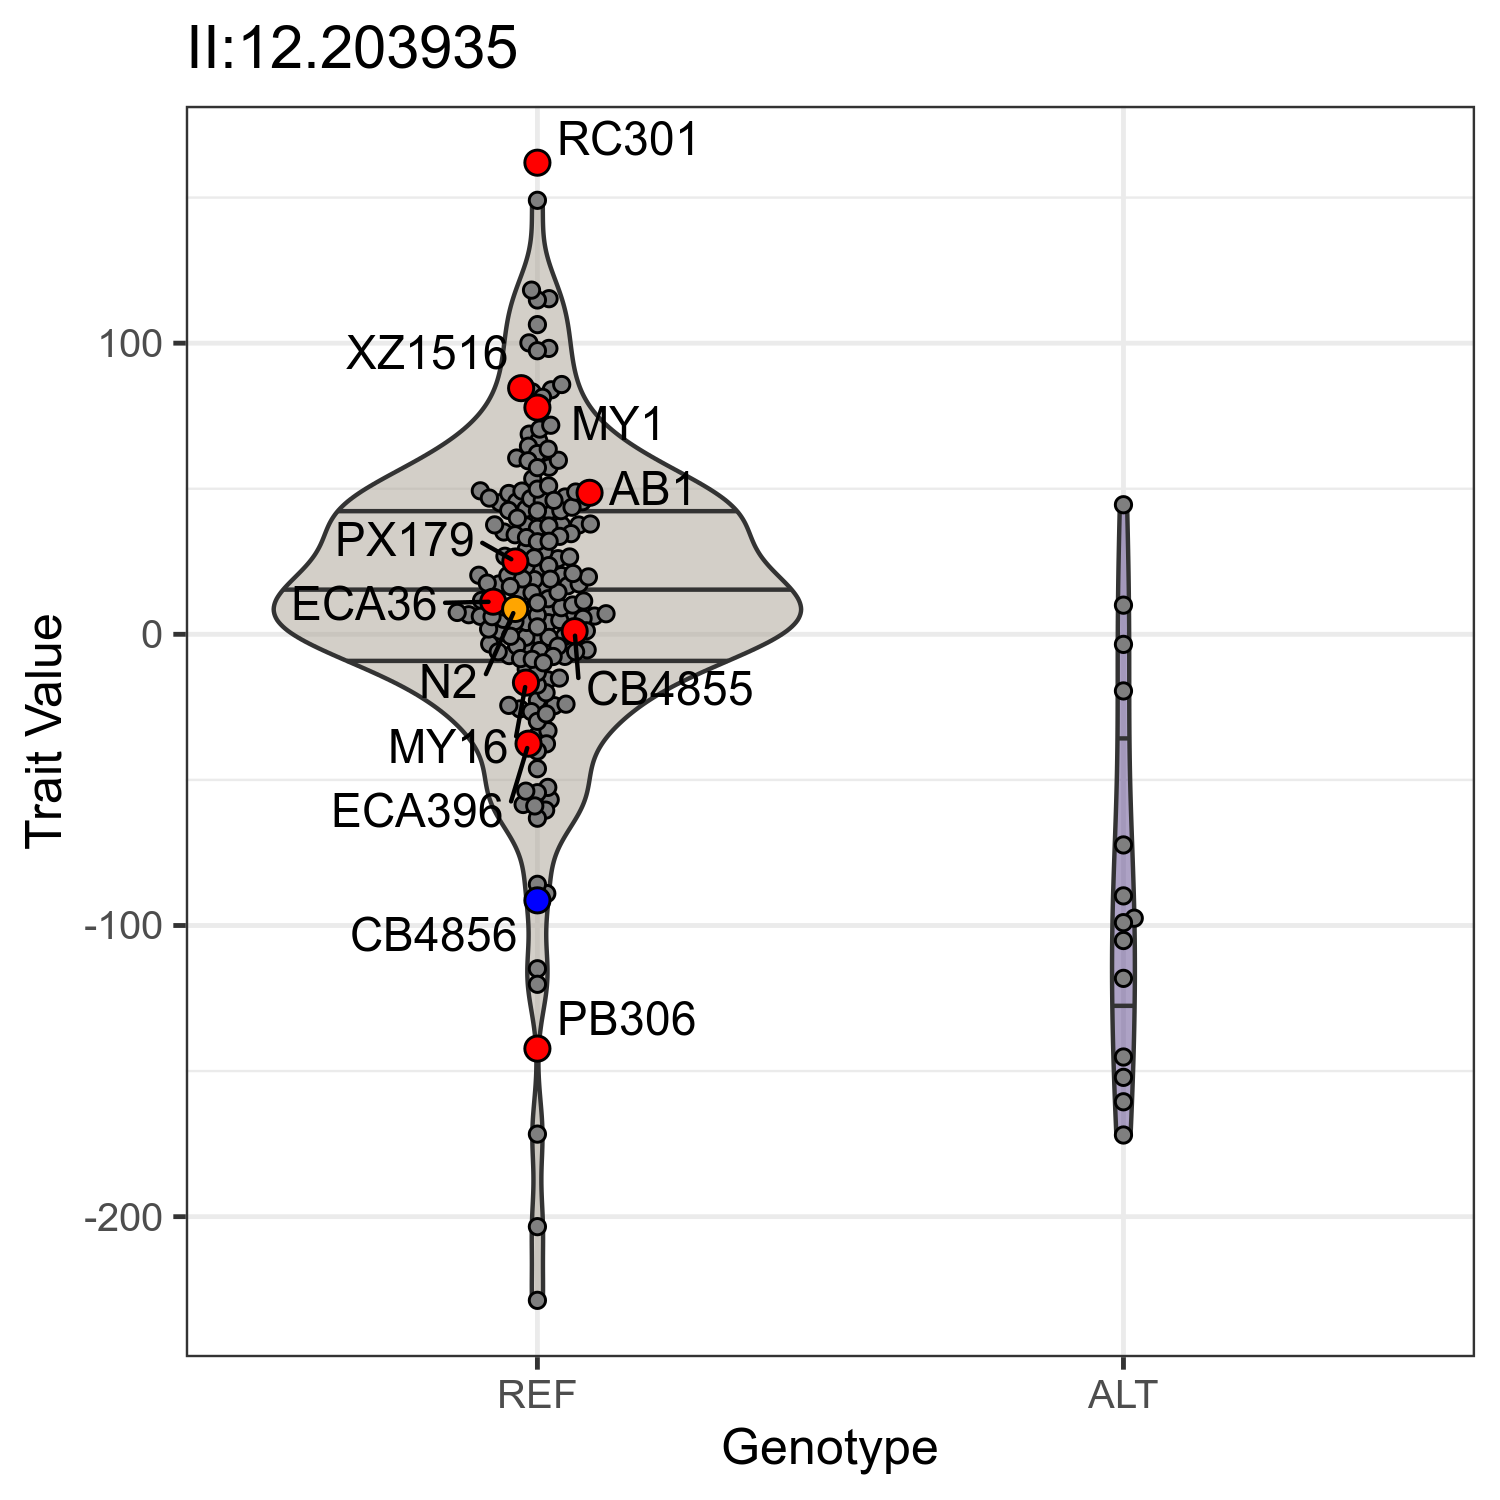 II:12.203935
RC301
XZ1516
MY1
AB1
PX179
ECA36
N2
CB4855
MY16
ECA396
CB4856
PB306
100
0
-100
-200
Trait Value
REF
ALT
Genotype